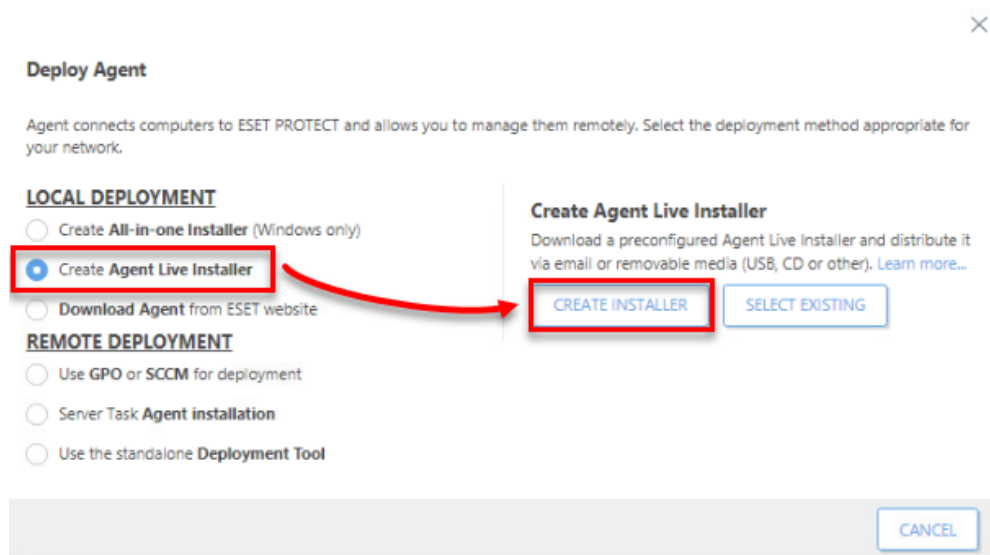 Deploy Agent
Agent connects computers to ESET PROTECT and allows you to manage them remotely. Select the deployment method appropriate for
your network.
LOCAL DEPLOYMENT
Create All-in-one Installer (Windows only)
Create Agent Live Installer
Download Agent from ESET website
REMOTE DEPLOYMENT
Use GPO or SCCM for deployment
Server Task Agent installation
Use the standalone Deployment Tool
Create Agent Live Installer
Download a preconfigured Agent Live Installer and distribute it
via email or removable media (USB, CD or other). Learn more...
CREATE INSTALLER
SELECT EXISTING
CANCEL